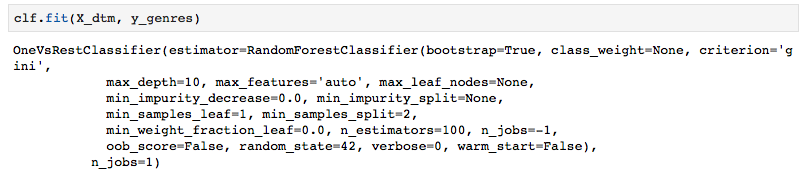 clf.fit(X_dtm, y_genres)
OneVsRestClassifier(estimator=RandomForestClassifier(bootstrap=True, class_weight=None, criterion='g
ini',
max_depth=10, max_features='auto', max_leaf_nodes=None,
min_impurity_decrease=0.0, min_impurity_split=None,
min_samples_leaf=1, min_samples_split=2,
min_weight_fraction_leaf=0.0, n_estimators=100, n_jobs=-1,
oob_score=False, random_state=42, verbose=0, warm_start=False),
n_jobs=1)